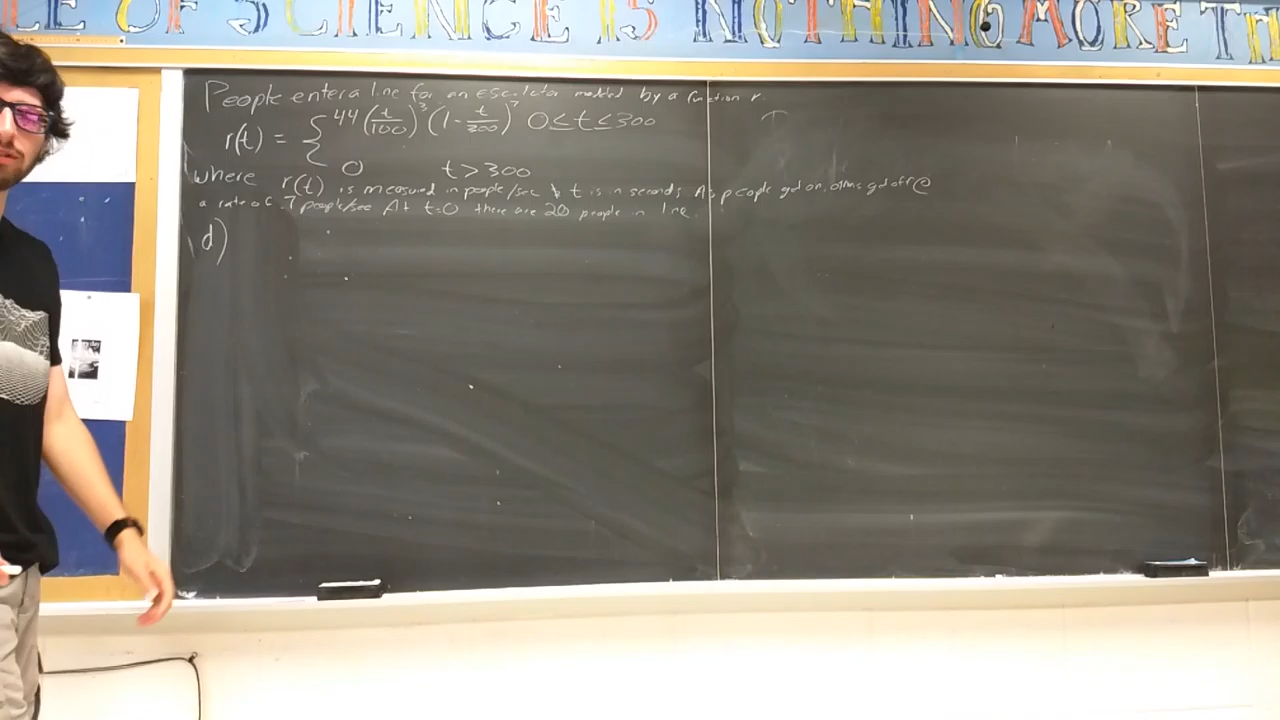 LE OF SCIENCE IS NOTHING MORE TH
People enter a line for an escalator modeled by a function r.
r(t) = { 44(t/100)^3 (1 - t/300)^7 0 ≤ t ≤ 300
0 t > 300
where r(t) is measured in people/sec & t is in seconds As people get on, others get off @
a rate of .7 people/sec At t=0 there are 20 people in line.
d)